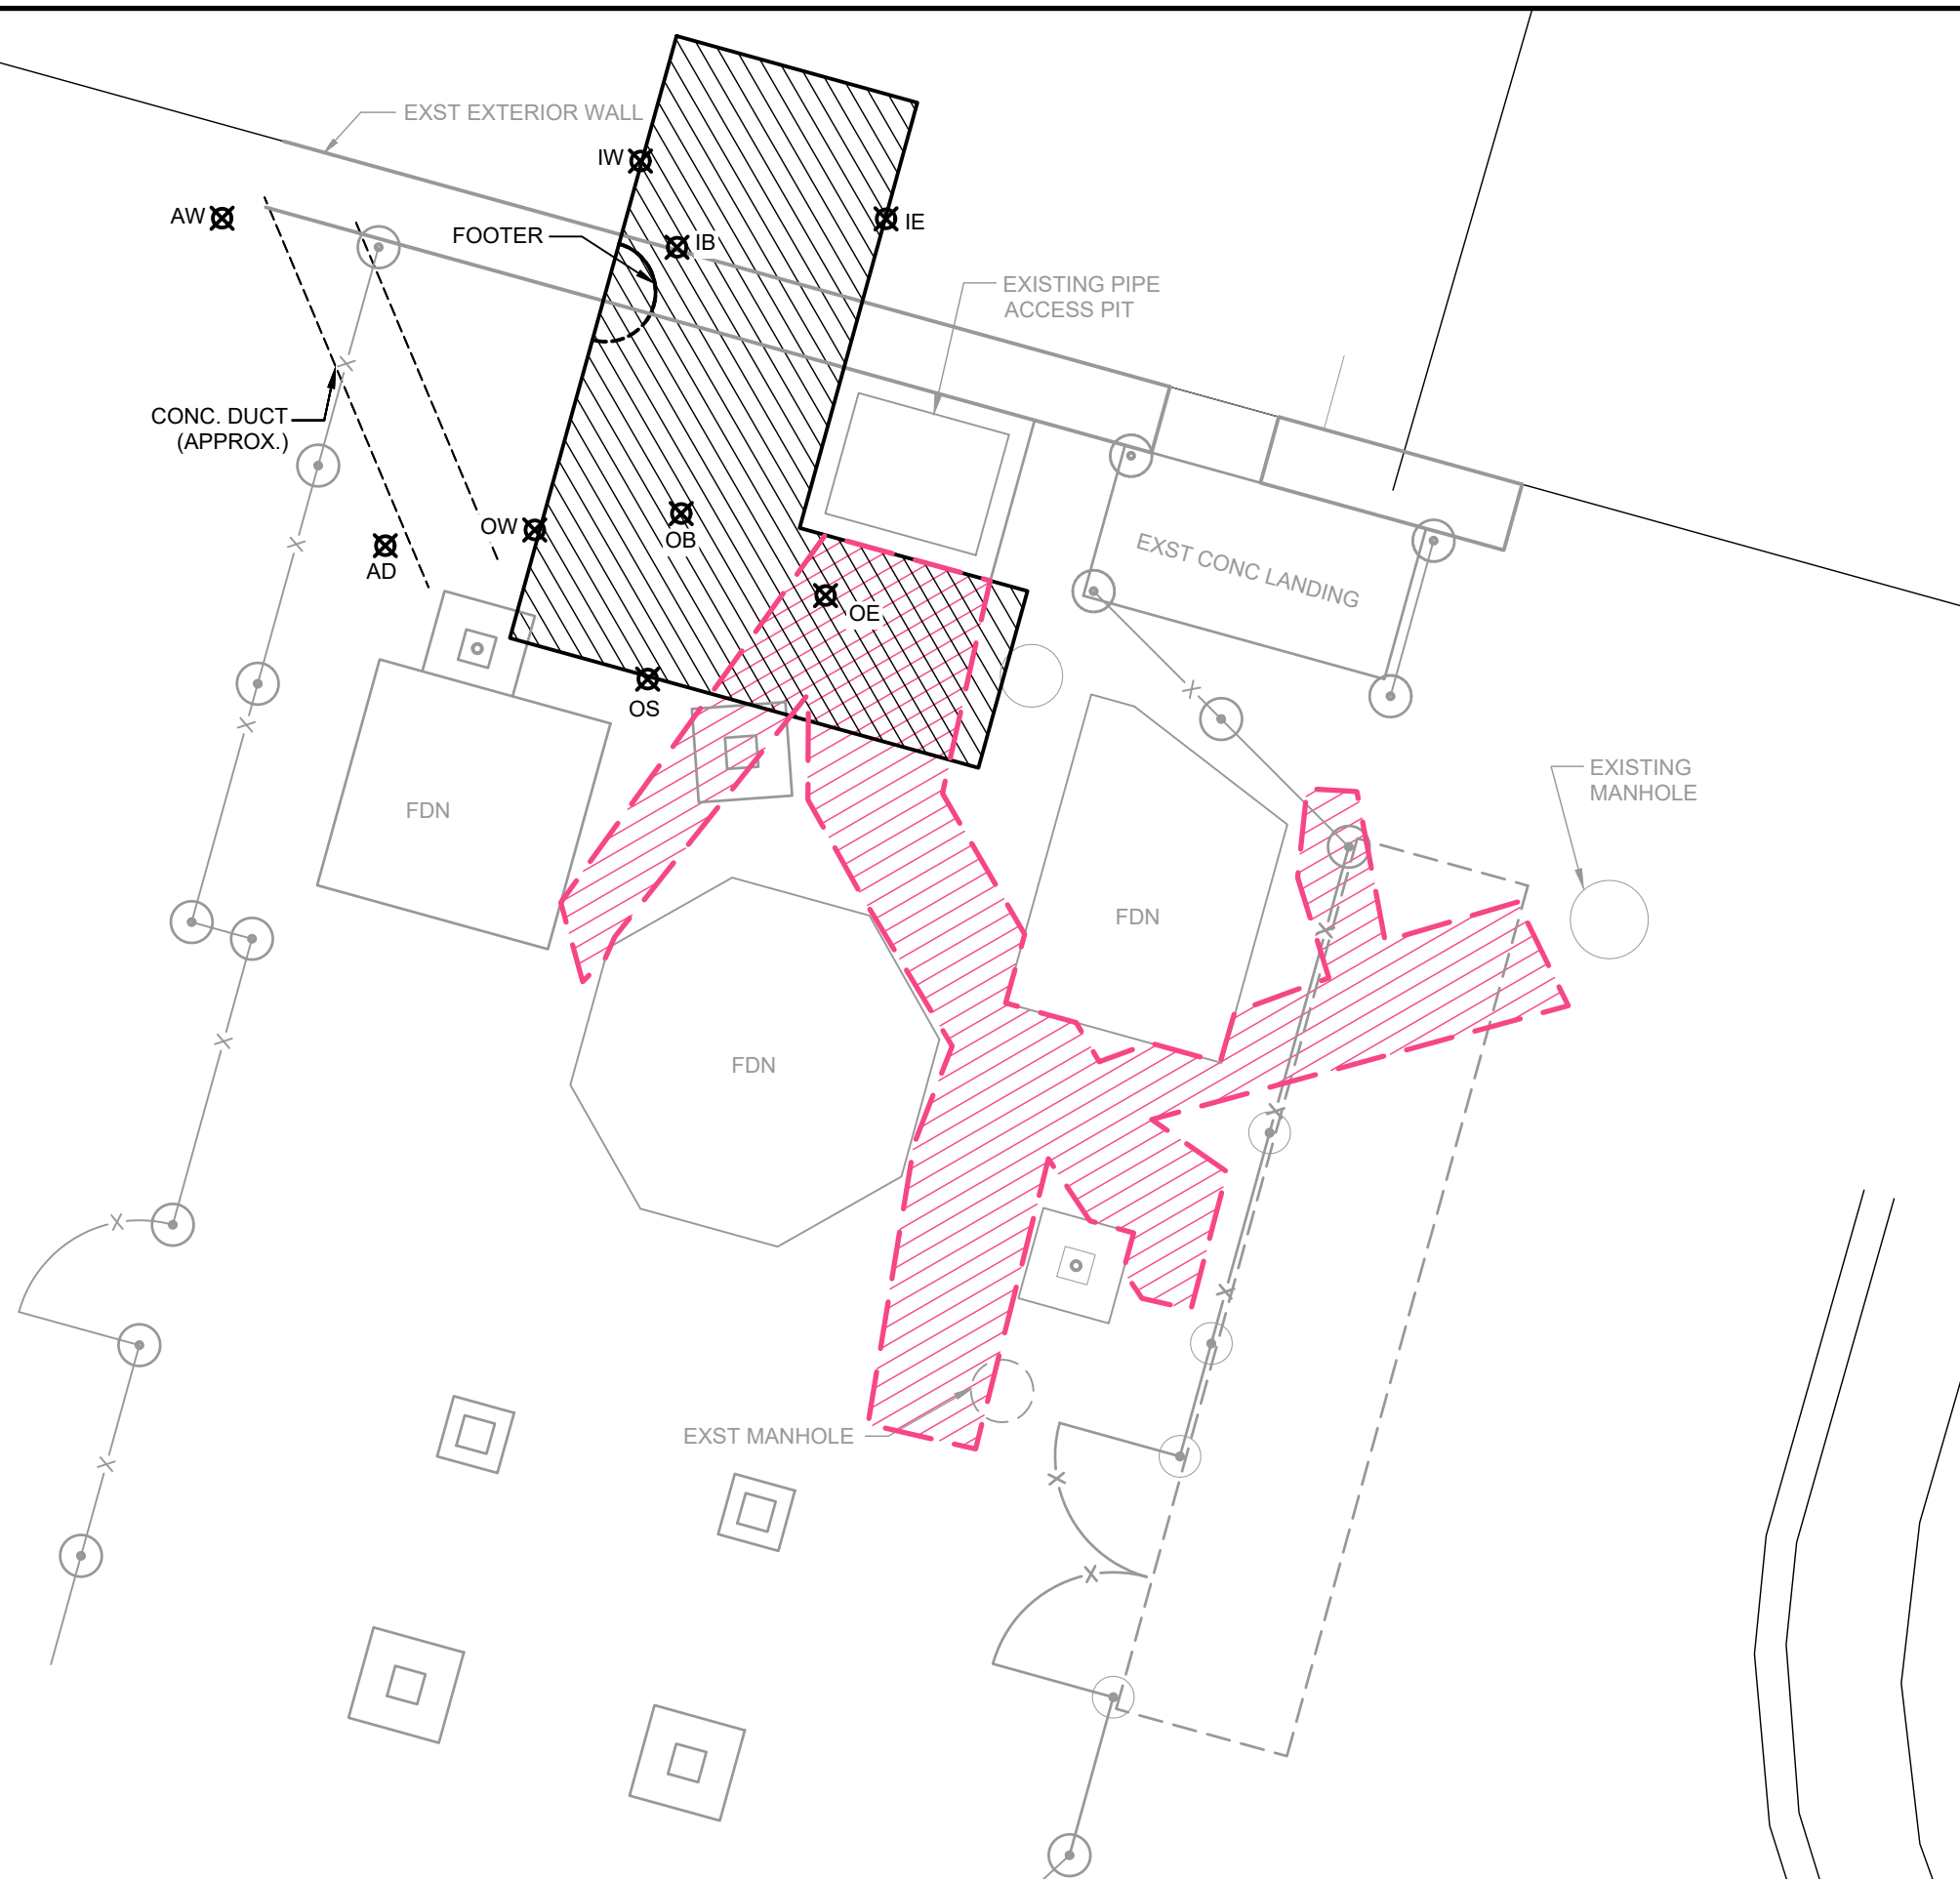 EXST EXTERIOR WALL
IW
AW
IE
FOOTER
IB
EXISTING PIPE
ACCESS PIT
CONC. DUCT
(APPROX.)
OW
OB
AD
EXST CONC LANDING
OE
OS
EXISTING
MANHOLE
FDN
FDN
FDN
EXST MANHOLE